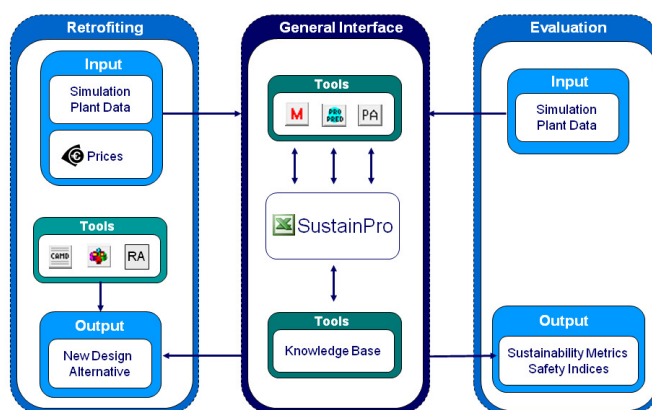 Retrofiting
Input
Simulation
Plant Data
Prices
Tools
CAMD
RA
Output
New Design
Alternative
General Interface
Tools
M
PRO
PRED
PA
SustainPro
Tools
Knowledge Base
Evaluation
Input
Simulation
Plant Data
Output
Sustainability Metrics
Safety Indices